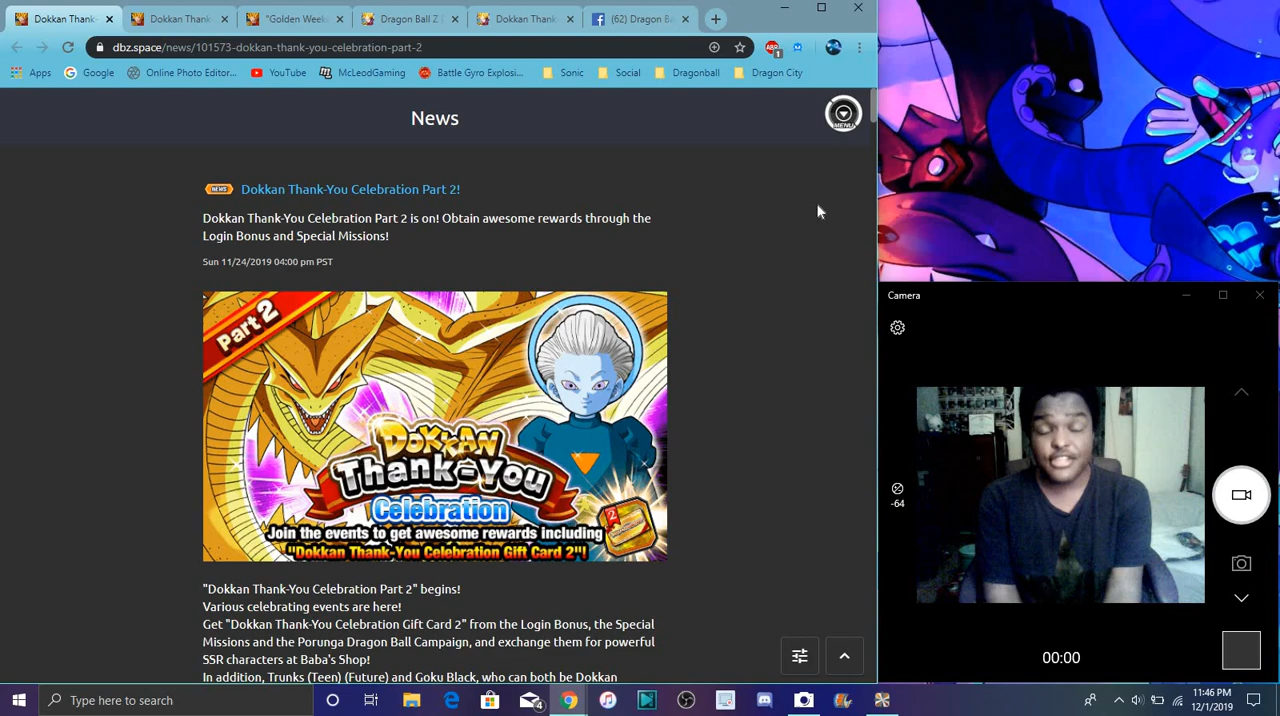 Dokkan Thank-
Dokkan Thank
"Golden Week
Dragon Ball Z
Dokkan Thank
(62) Dragon B
dbz.space/news/101573-dokkan-thank-you-celebration-part-2
ABP
1
Apps
Google
Online Photo Editor...
YouTube
McLeodGaming
Battle Gyro Explosi...
Sonic
Social
Dragonball
Dragon City
News
MENU
NEWS
Dokkan Thank-You Celebration Part 2!
Dokkan Thank-You Celebration Part 2 is on! Obtain awesome rewards through the
Login Bonus and Special Missions!
Sun 11/24/2019 04:00 pm PST
Part 2
DOKKAN
Thank=You
Celebration
2
Join the events to get awesome rewards including
"Dokkan Thank-You Celebration Gift Card 2"!
"Dokkan Thank-You Celebration Part 2" begins!
Various celebrating events are here!
Get "Dokkan Thank-You Celebration Gift Card 2" from the Login Bonus, the Special
Missions and the Porunga Dragon Ball Campaign, and exchange them for powerful
SSR characters at Baba's Shop!
In addition, Trunks (Teen) (Future) and Goku Black, who can both be Dokkan
Camera
-64
00:00
Type here to search
4
11:46 PM
12/1/2019